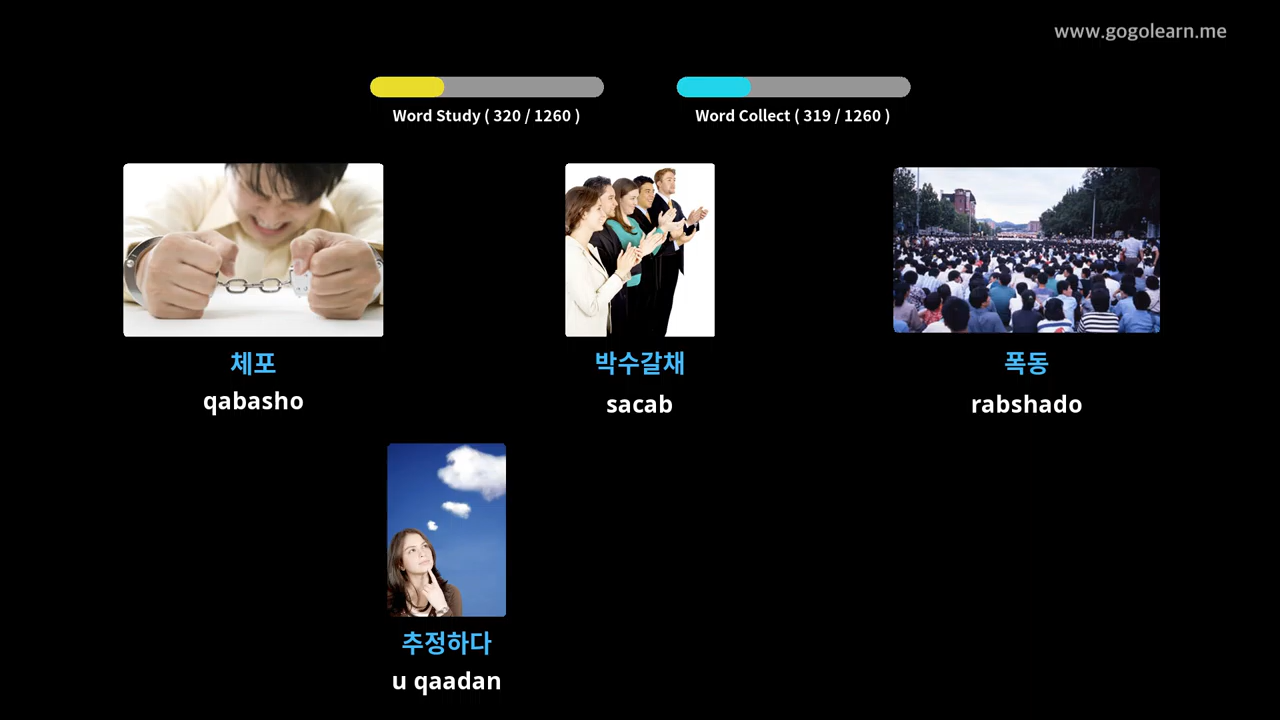 www.gogolearn.me
Word Study ( 320 / 1260 )
Word Collect ( 319 / 1260 )
체포
qabasho
박수갈채
sacab
폭동
rabshado
추정하다
u qaadan